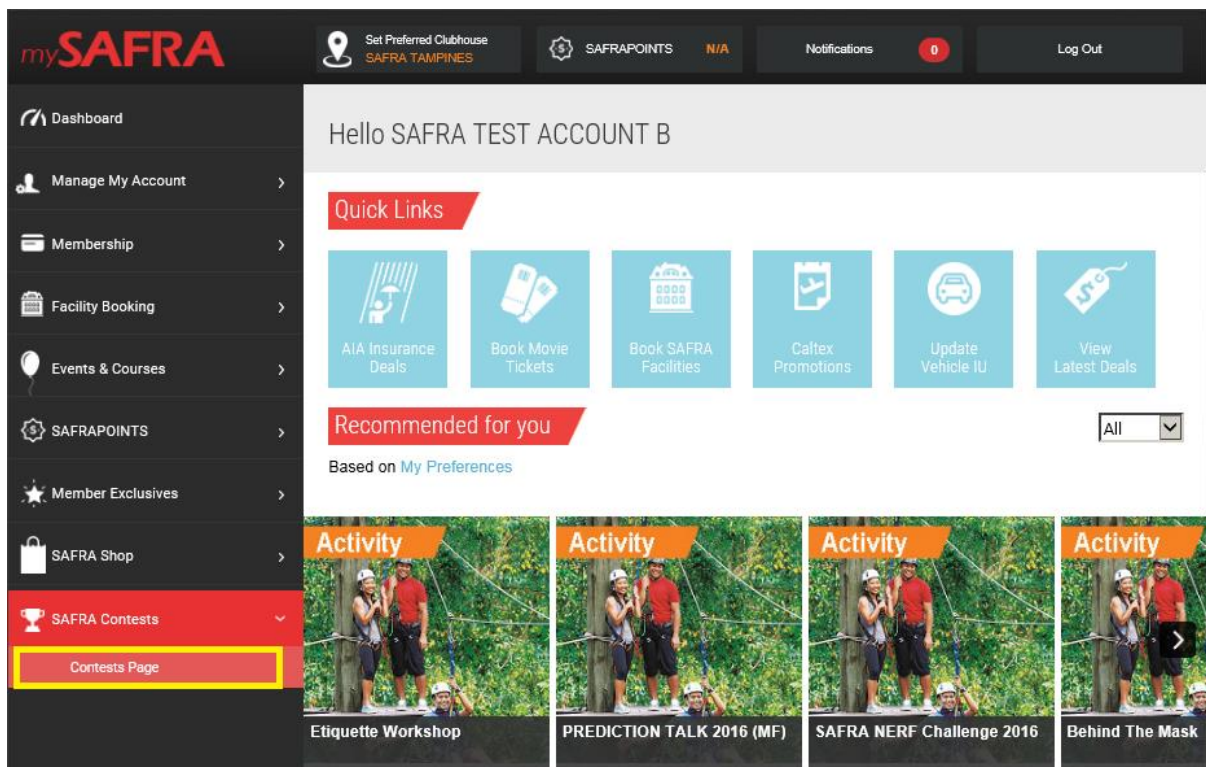 mySAFRA
Set Preferred Clubhouse
SAFRA TAMPINES
SAFRAPOINTS N/A
Notifications 0
Log Out
Dashboard
Manage My Account
Membership
Facility Booking
Events & Courses
SAFRAPOINTS
Member Exclusives
SAFRA Shop
SAFRA Contests
Contests Page
Hello SAFRA TEST ACCOUNT B
Quick Links
AIA Insurance
Deals
Book Movie
Tickets
Book SAFRA
Facilities
Caltex
Promotions
Update
Vehicle IU
View
Latest Deals
Recommended for you
All
Based on My Preferences
Activity
Etiquette Workshop
Activity
PREDICTION TALK 2016 (MF)
Activity
SAFRA NERF Challenge 2016
Activity
Behind The Mask